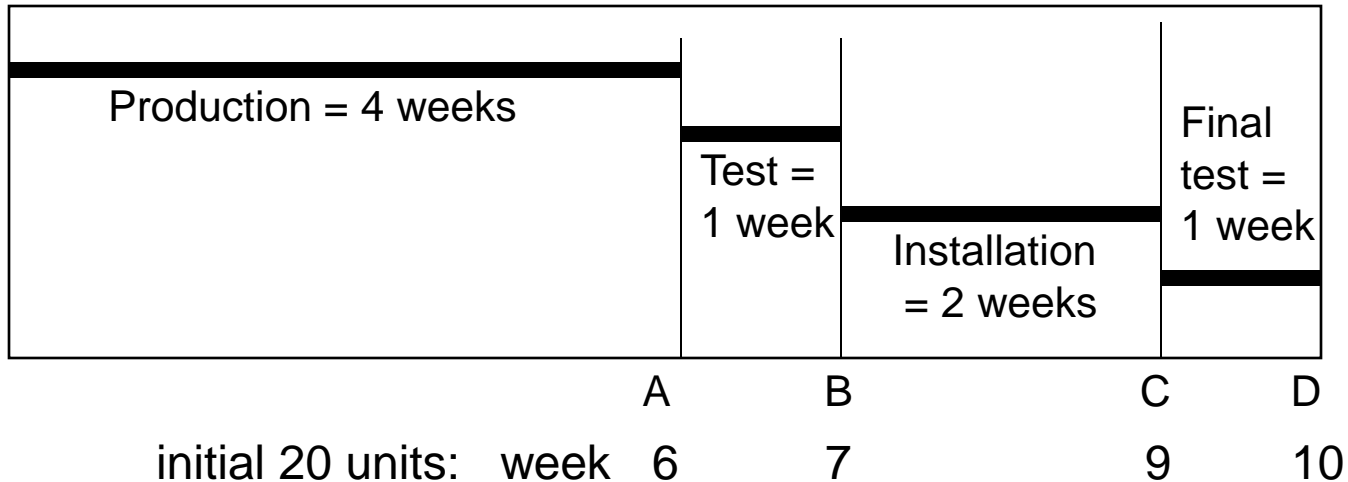 Production = 4 weeks
Test =
1 week
Installation
= 2 weeks
Final
test =
1 week
A B C D
initial 20 units: week 6 7 9 10